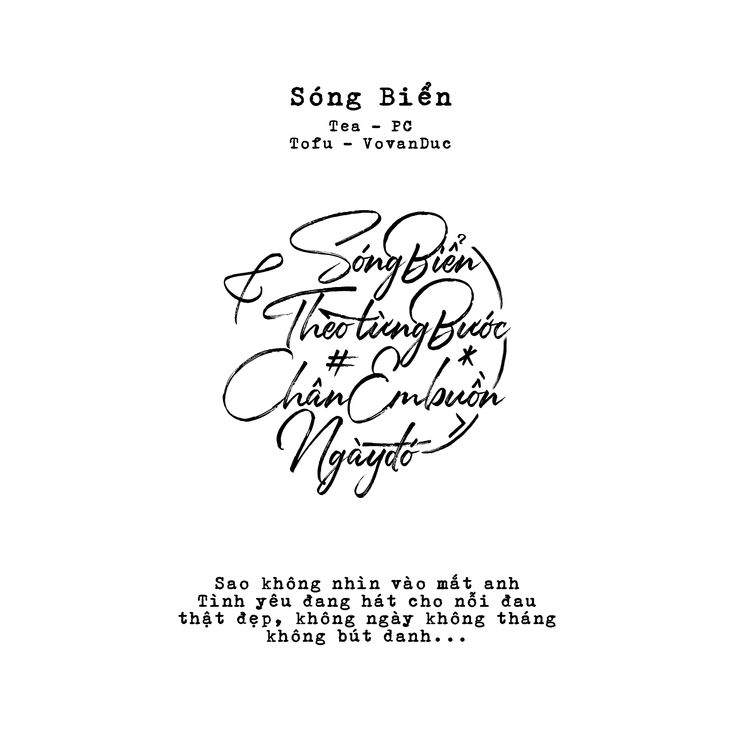 Sóng Biển
Tea - PC
Tofu - VovanDuc
& Sóng Biển
Thèo từng Bước
# *
Chân Em buồn
Ngày đó
Sao không nhìn vào mắt anh
Tình yêu đang hát cho nỗi đau
thật đẹp, không ngày không tháng
không bút danh...